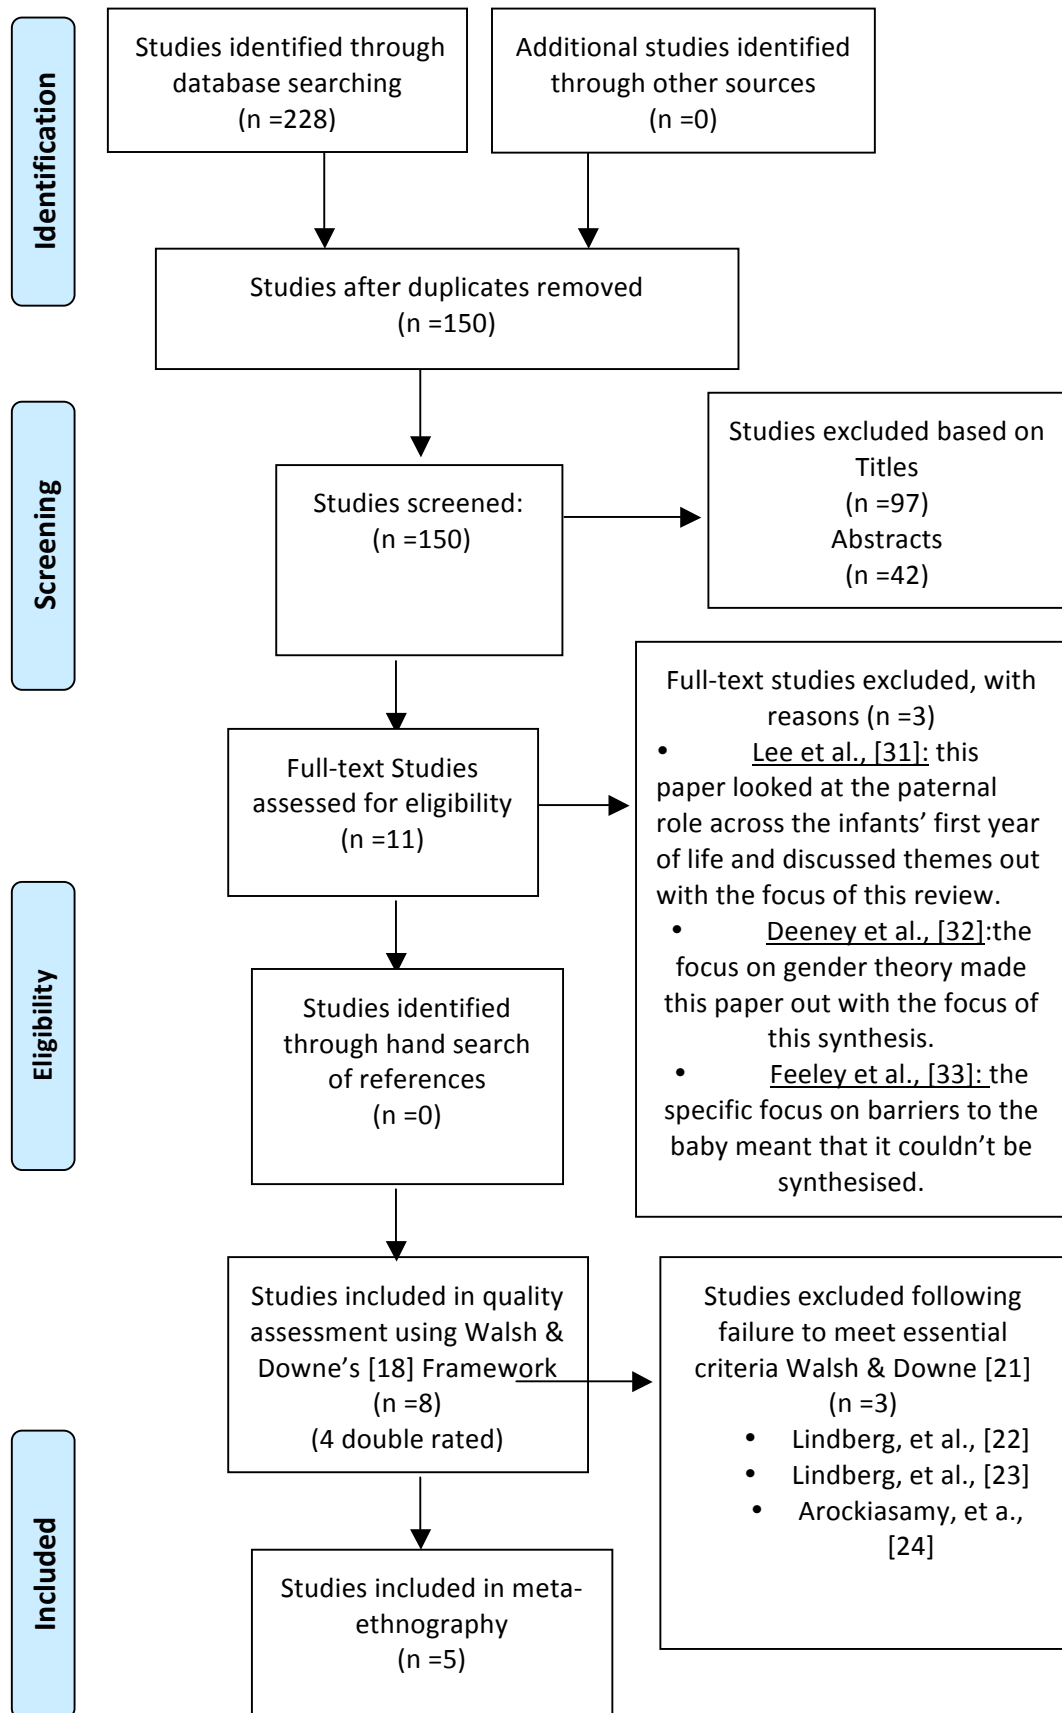 Identification
Studies identified through
database searching
(n =228)
Additional studies identified
through other sources
(n =0)
Studies after duplicates removed
(n =150)
Screening
Studies screened:
(n =150)
Studies excluded based on
Titles
(n =97)
Abstracts
(n =42)
Full-text Studies
assessed for eligibility
(n =11)
Full-text studies excluded, with
reasons (n =3)
• Lee et al., [31]: this
paper looked at the paternal
role across the infants’ first year
of life and discussed themes out
with the focus of this review.
• Deeney et al., [32]:the
focus on gender theory made
this paper out with the focus of
this synthesis.
• Feeley et al., [33]: the
specific focus on barriers to the
baby meant that it couldn’t be
synthesised.
Eligibility
Studies identified
through hand search
of references
(n =0)
Studies included in quality
assessment using Walsh &
Downe’s [18] Framework
(n =8)
(4 double rated)
Studies excluded following
failure to meet essential
criteria Walsh & Downe [21]
(n =3)
• Lindberg, et al., [22]
• Lindberg, et al., [23]
• Arockiasamy, et a.,
[24]
Included
Studies included in meta-
ethnography
(n =5)